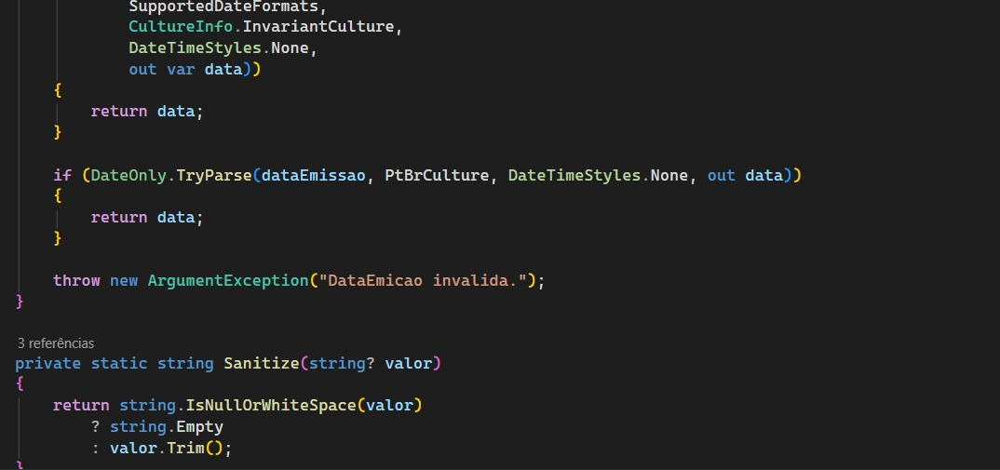 SupportedDateFormats,
CultureInfo.InvariantCulture,
DateTimeStyles.None,
out var data))
{
return data;
}
if (DateOnly.TryParse(dataEmissao, PtBrCulture, DateTimeStyles.None, out data))
{
return data;
}
throw new ArgumentException("DataEmicao invalida.");
}
3 referências
private static string Sanitize(string? valor)
{
return string.IsNullOrWhiteSpace(valor)
? string.Empty
: valor.Trim();
}